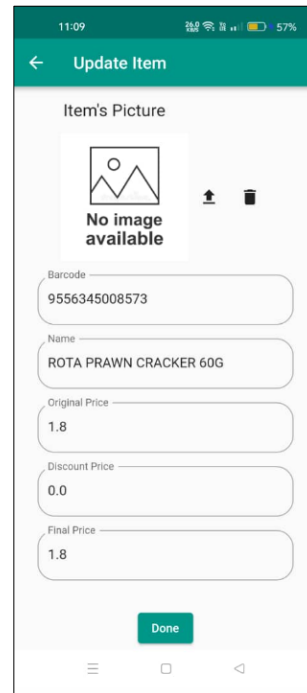 11:09
57%
Update Item
Item's Picture
No image
available
Barcode
9556345008573
Name
ROTA PRAWN CRACKER 60G
Original Price
1.8
Discount Price
0.0
Final Price
1.8
Done